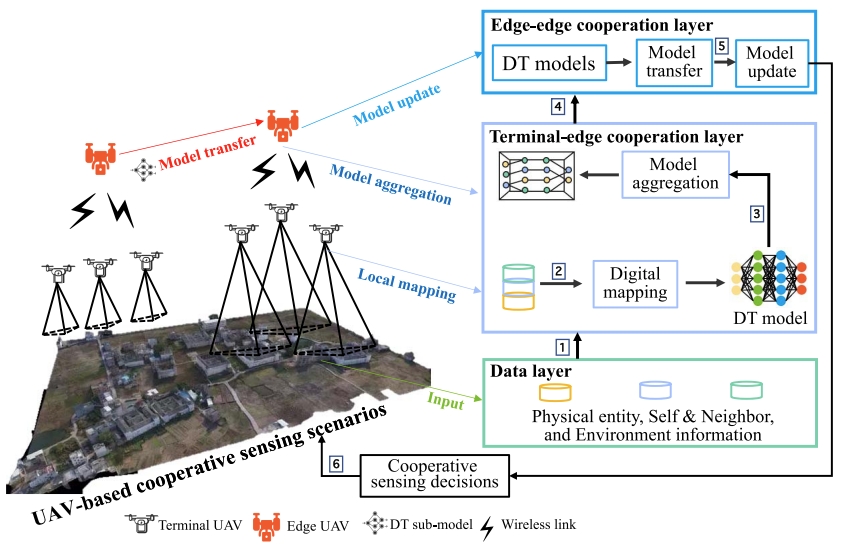 Edge-edge cooperation layer
DT models
Model
transfer
5
Model
update
4
Model update
Model transfer
Terminal-edge cooperation layer
Model
aggregation
Model aggregation
3
2
Digital
mapping
Local mapping
DT model
1
Data layer
Input
Physical entity, Self & Neighbor,
and Environment information
UAV-based cooperative sensing scenarios
6
Cooperative
sensing decisions
Terminal UAV
Edge UAV
DT sub-model
Wireless link